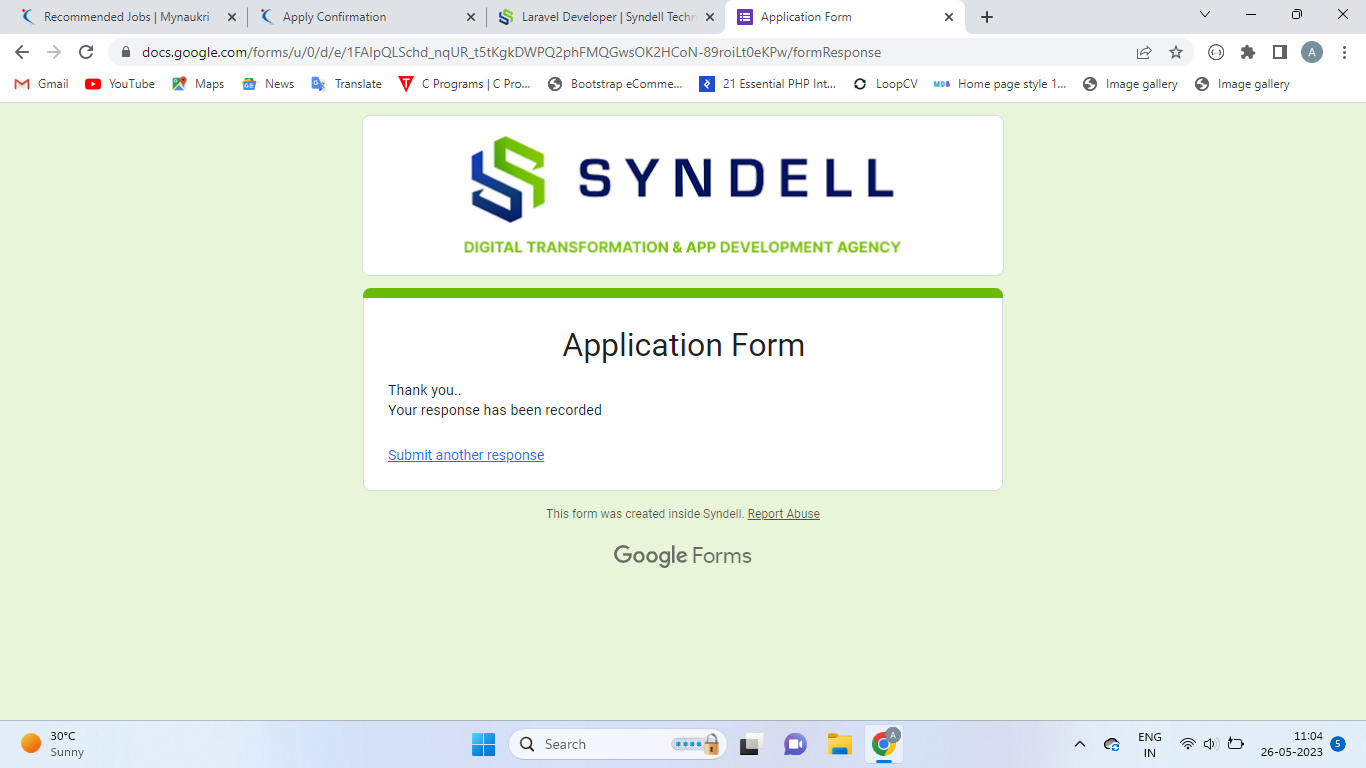 Recommended Jobs | Mynaukri
Apply Confirmation
Laravel Developer | Syndell Techn
Application Form
docs.google.com/forms/u/0/d/e/1FAIpQLSchd_nqUR_t5tKgkDWPQ2phFMQGwsOK2HCoN-89roiLt0eKPw/formResponse
A
Gmail
YouTube
Maps
News
Translate
C Programs | C Pro...
Bootstrap eComme...
21 Essential PHP Int...
LoopCV
MDB
Home page style 1...
Image gallery
Image gallery
SYNDELL
DIGITAL TRANSFORMATION & APP DEVELOPMENT AGENCY
Application Form
Thank you..
Your response has been recorded
Submit another response
This form was created inside Syndell. Report Abuse
Google Forms
30°C
Sunny
Search
A
ENG
IN
11:04
26-05-2023
5